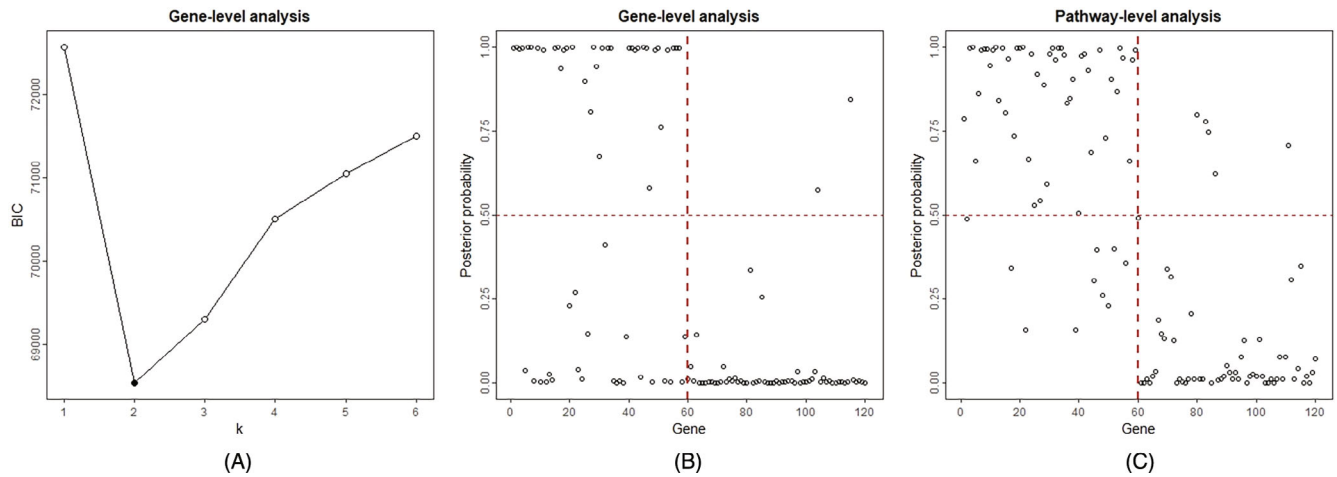 Gene-level analysis
BIC
72000
71000
70000
69000
1 2 3 4 5 6
k
(A)
Gene-level analysis
Posterior probability
1.00
0.75
0.50
0.25
0.00
0 20 40 60 80 100 120
Gene
(B)
Pathway-level analysis
Posterior probability
1.00
0.75
0.50
0.25
0.00
0 20 40 60 80 100 120
Gene
(C)